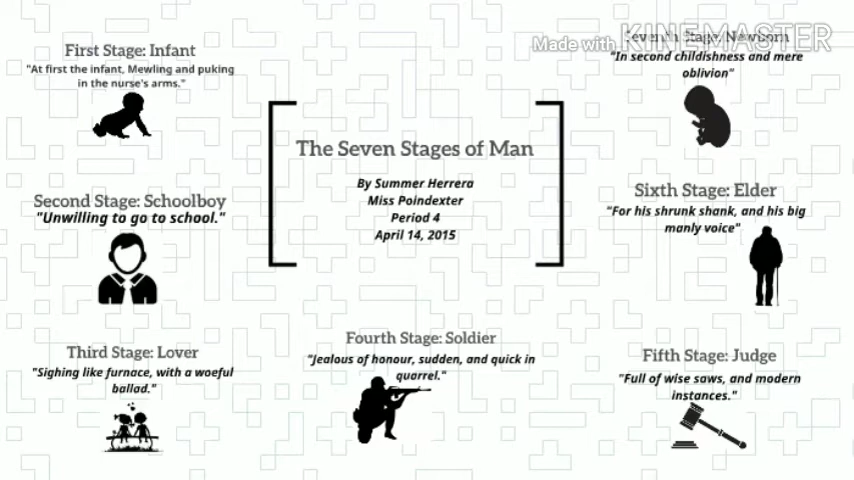 Made with KINEMASTER
First Stage: Infant
"At first the infant, Mewling and puking
in the nurse's arms."
Second Stage: Schoolboy
"Unwilling to go to school."
Third Stage: Lover
"Sighing like furnace, with a woeful
ballad."
The Seven Stages of Man
By Summer Herrera
Miss Poindexter
Period 4
April 14, 2015
Fourth Stage: Soldier
"Jealous of honour, sudden, and quick in
quarrel."
Fifth Stage: Judge
"Full of wise saws, and modern
instances."
Sixth Stage: Elder
"For his shrunk shank, and his big
manly voice"
Seventh Stage: Newborn
"In second childishness and mere
oblivion"